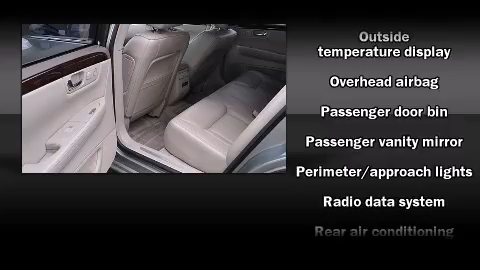 Outside
temperature display
Overhead airbag
Passenger door bin
Passenger vanity mirror
Perimeter/approach lights
Radio data system
Rear air conditioning